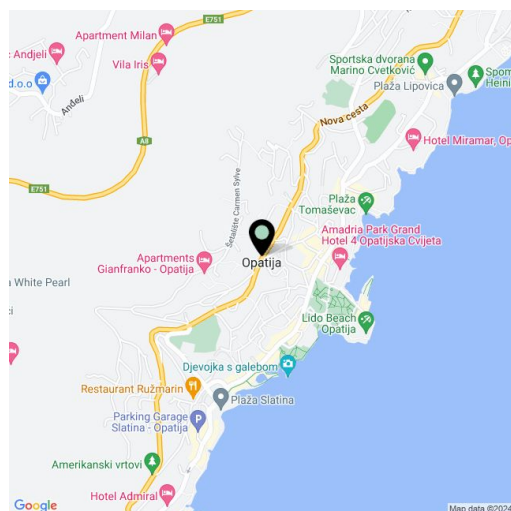 E751
Apartment Milan
c Andjeli
Vila Iris
Sportska dvorana
Marino Cvetković
d.o.o
Plaža Lipovica
Spom
Heini
Anđeli
Nova cesta
A8
Hotel Miramar, Op
E751
Šetalište Carmen Sylve
Plaža
Tomaševac
Amadria Park Grand
Hotel 4 Opatijska Cvijeta
Apartments
Gianfranko - Opatija
Opatija
a White Pearl
Lido Beach
Opatija
Djevojka s galebom
Restaurant Ružmarin
Plaža Slatina
Parking Garage
Slatina - Opatija
Amerikanski vrtovi
Hotel Admiral
Google
Map data ©2024